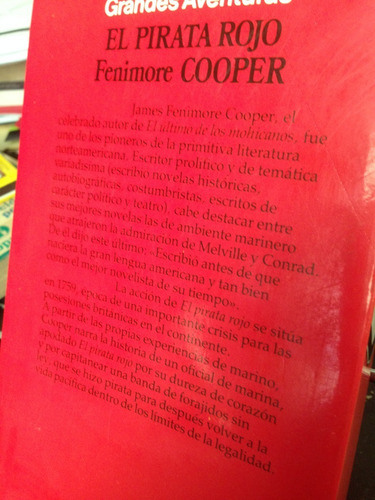 Grandes Aventuras
EL PIRATA ROJO
Fenimore COOPER
James Fenimore Cooper, el
celebrado autor de El último de los mohicanos, fue
uno de los pioneros de la primitiva literatura
norteamericana. Escritor prolífico y de temática
variadísima (escribió novelas históricas,
autobiográficas, costumbristas, escritos de
carácter político y teatro), cabe destacar entre
sus mejores novelas las de ambiente marinero
que atrajeron la admiración de Melville y Conrad.
De él dijo este último: «Escribió antes de que
naciera la gran lengua americana y tan bien
como el mejor novelista de su tiempo».
La acción de El pirata rojo se sitúa
en 1759, época de una importante crisis para las
posesiones británicas en el continente.
A partir de las propias experiencias de marino,
Cooper narra la historia de un oficial de marina,
apodado El pirata rojo por su dureza de corazón
y por capitanear una banda de forajidos sin
ley, que se hizo pirata para después volver a la
vida pacífica dentro de los límites de la legalidad.